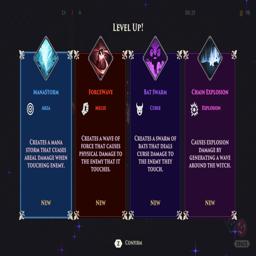 Level Up!
Manastorm
Area
Creates a mana
storm that cuases
areal damage when
touching enemy.
New
Forcewave
Melee
Creates a wave of
force that causes
physical damage to
the enemy that it
touches.
New
Bat Swarm
Curse
Creates a swarm of
bats that deals
curse damage to
the enemy they
touch.
New
Chain Explosion
Explosion
Causes explosion
damage by
generating a wave
around the witch.
New
Confirm